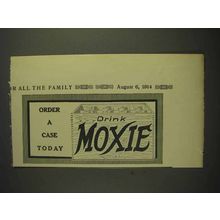 R ALL THE FAMILY August 6, 1914
ORDER
A
CASE
TODAY
Drink
MOXIE